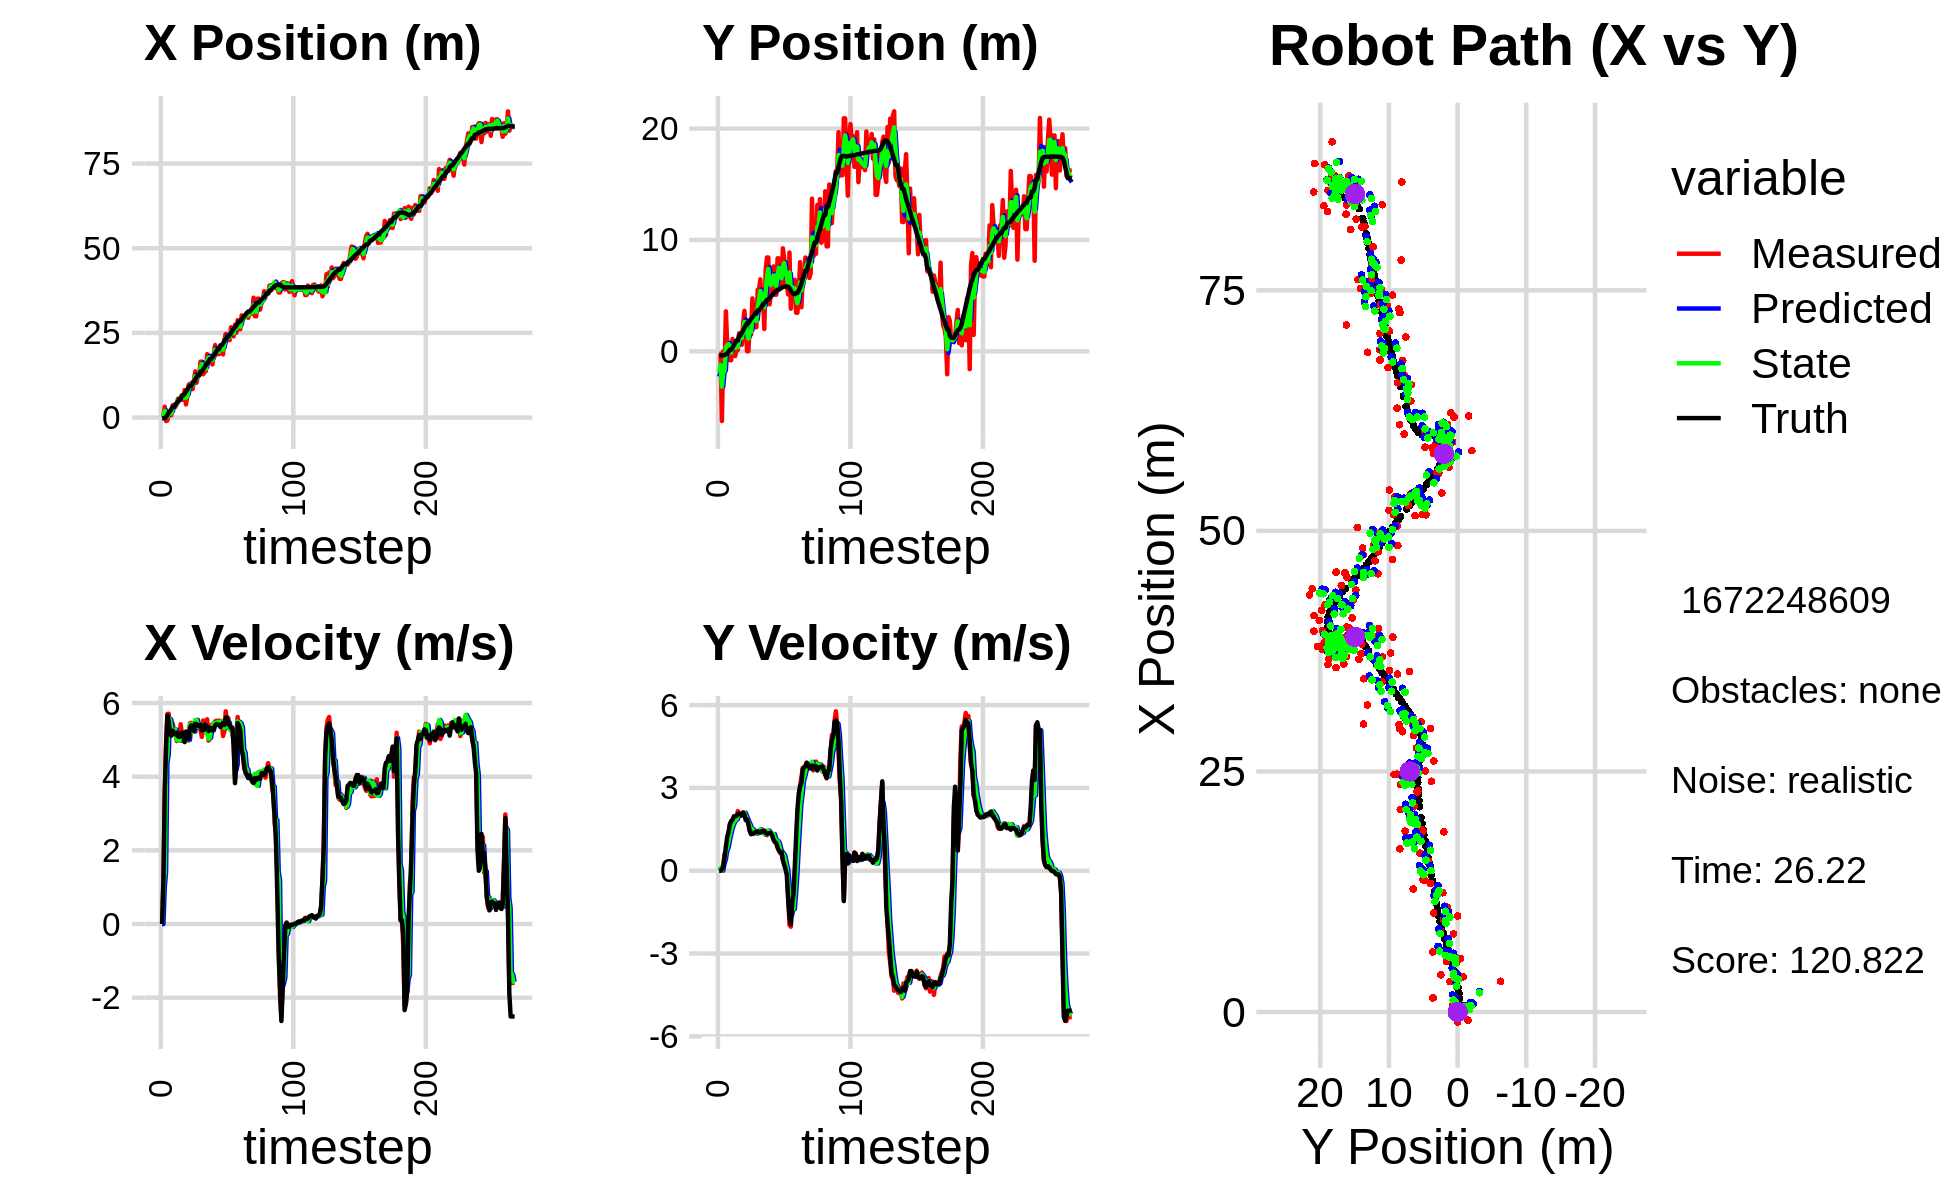 X Position (m)
75
50
25
0
0
100
200
timestep
Y Position (m)
20
10
0
0
100
200
timestep
X Velocity (m/s)
6
4
2
0
-2
0
100
200
timestep
Y Velocity (m/s)
6
3
0
-3
-6
0
100
200
timestep
Robot Path (X vs Y)
X Position (m)
75
50
25
0
20 10 0 -10 -20
Y Position (m)
variable
Measured
Predicted
State
Truth
1672248609
Obstacles: none
Noise: realistic
Time: 26.22
Score: 120.822